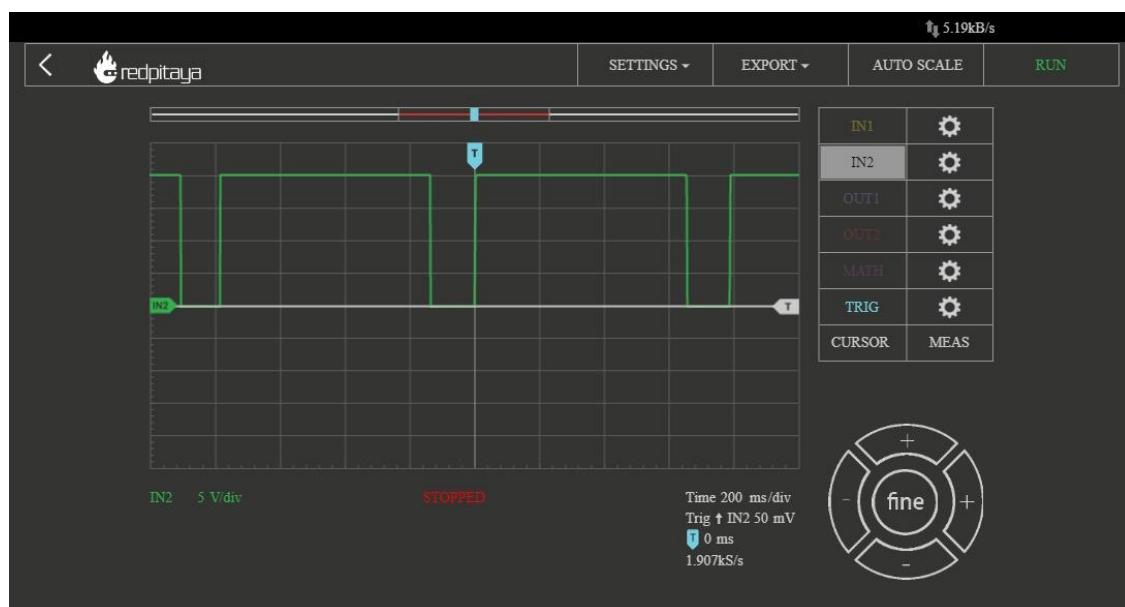 5.19kB/s
redpitaya SETTINGS EXPORT AUTO SCALE RUN
IN1
T
IN2
OUT1
OUT2
MATH
IN2 T TRIG
CURSOR MEAS
+
- fine +
-
IN2 5 V/div STOPPED Time 200 ms/div
Trig ↑ IN2 50 mV
T 0 ms
1.907kS/s